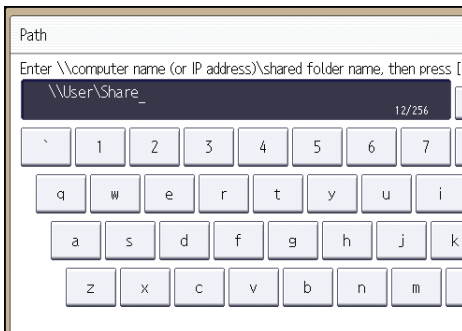 Path
Enter \\computer name (or IP address)\shared folder name, then press [
\\User\Share_
12/256
` 1 2 3 4 5 6 7
q w e r t y u i
a s d f g h j k
z x c v b n m